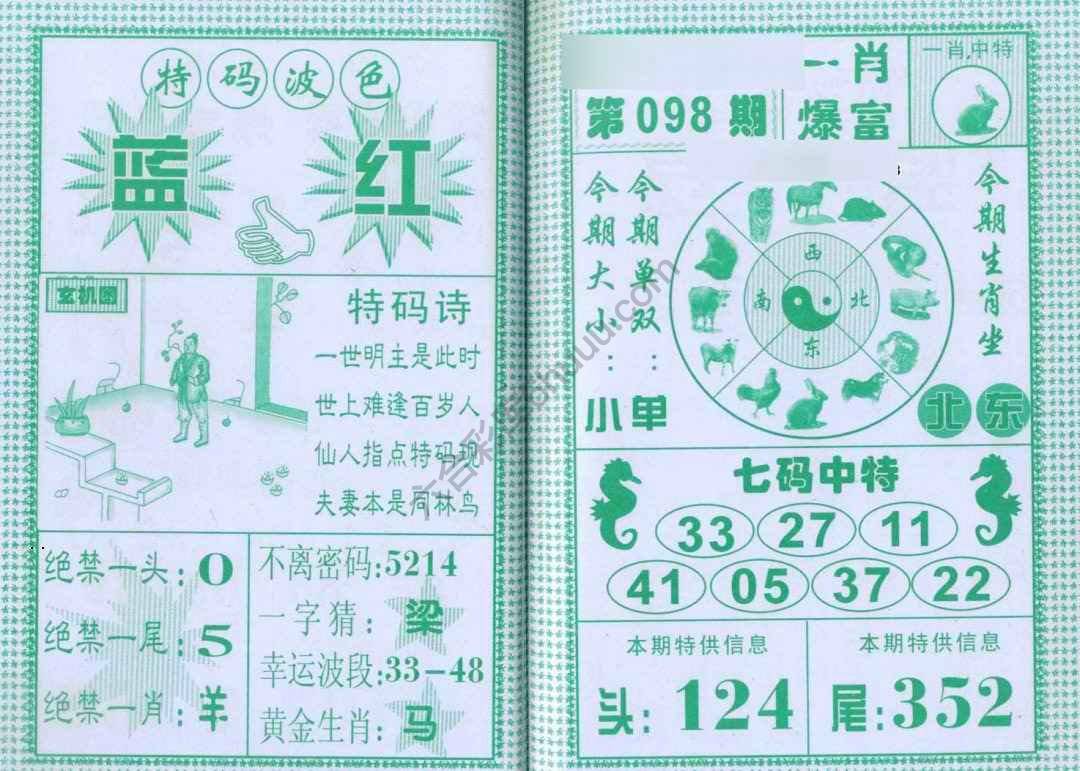 特码波色
蓝 红
玄机图
特码诗
一世明主是此时
世上难逢百岁人
仙人指点特码现
夫妻本是同林鸟
绝禁一头:0
绝禁一尾:5
绝禁一肖:羊
不离密码:5214
一字猜:梁
幸运波段:33-48
黄金生肖:马
一肖
第098期
爆富
一肖中特
今期大小:小
今期单双:单
西
南 北
东
今期生肖坐
北东
七码中特
33 27 11
41 05 37 22
本期特供信息
头:124
本期特供信息
尾:352